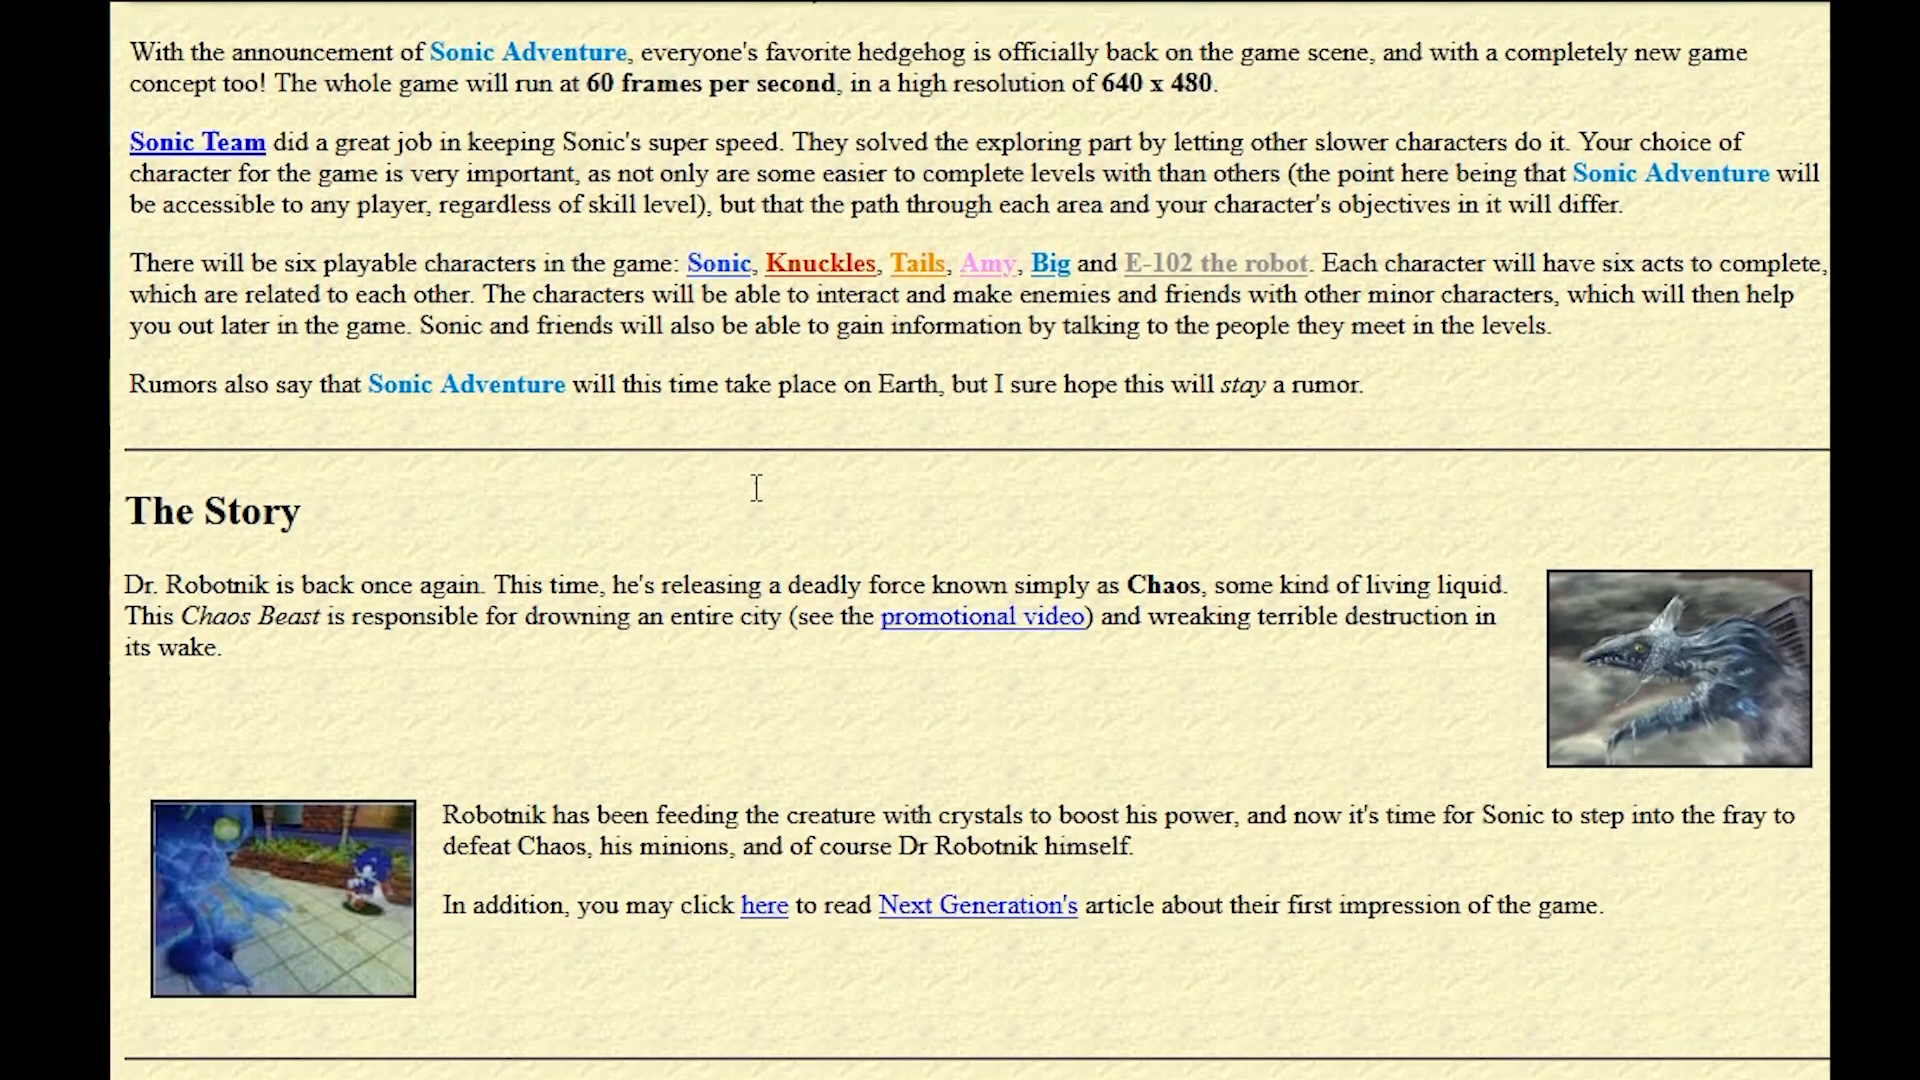 With the announcement of Sonic Adventure, everyone's favorite hedgehog is officially back on the game scene, and with a completely new game
concept too! The whole game will run at 60 frames per second, in a high resolution of 640 x 480.
Sonic Team did a great job in keeping Sonic's super speed. They solved the exploring part by letting other slower characters do it. Your choice of
character for the game is very important, as not only are some easier to complete levels with than others (the point here being that Sonic Adventure will
be accessible to any player, regardless of skill level), but that the path through each area and your character's objectives in it will differ.
There will be six playable characters in the game: Sonic, Knuckles, Tails, Amy, Big and E-102 the robot. Each character will have six acts to complete,
which are related to each other. The characters will be able to interact and make enemies and friends with other minor characters, which will then help
you out later in the game. Sonic and friends will also be able to gain information by talking to the people they meet in the levels.
Rumors also say that Sonic Adventure will this time take place on Earth, but I sure hope this will stay a rumor.
The Story
Dr. Robotnik is back once again. This time, he's releasing a deadly force known simply as Chaos, some kind of living liquid.
This Chaos Beast is responsible for drowning an entire city (see the promotional video) and wreaking terrible destruction in
its wake.
Robotnik has been feeding the creature with crystals to boost his power, and now it's time for Sonic to step into the fray to
defeat Chaos, his minions, and of course Dr Robotnik himself.
In addition, you may click here to read Next Generation's article about their first impression of the game.